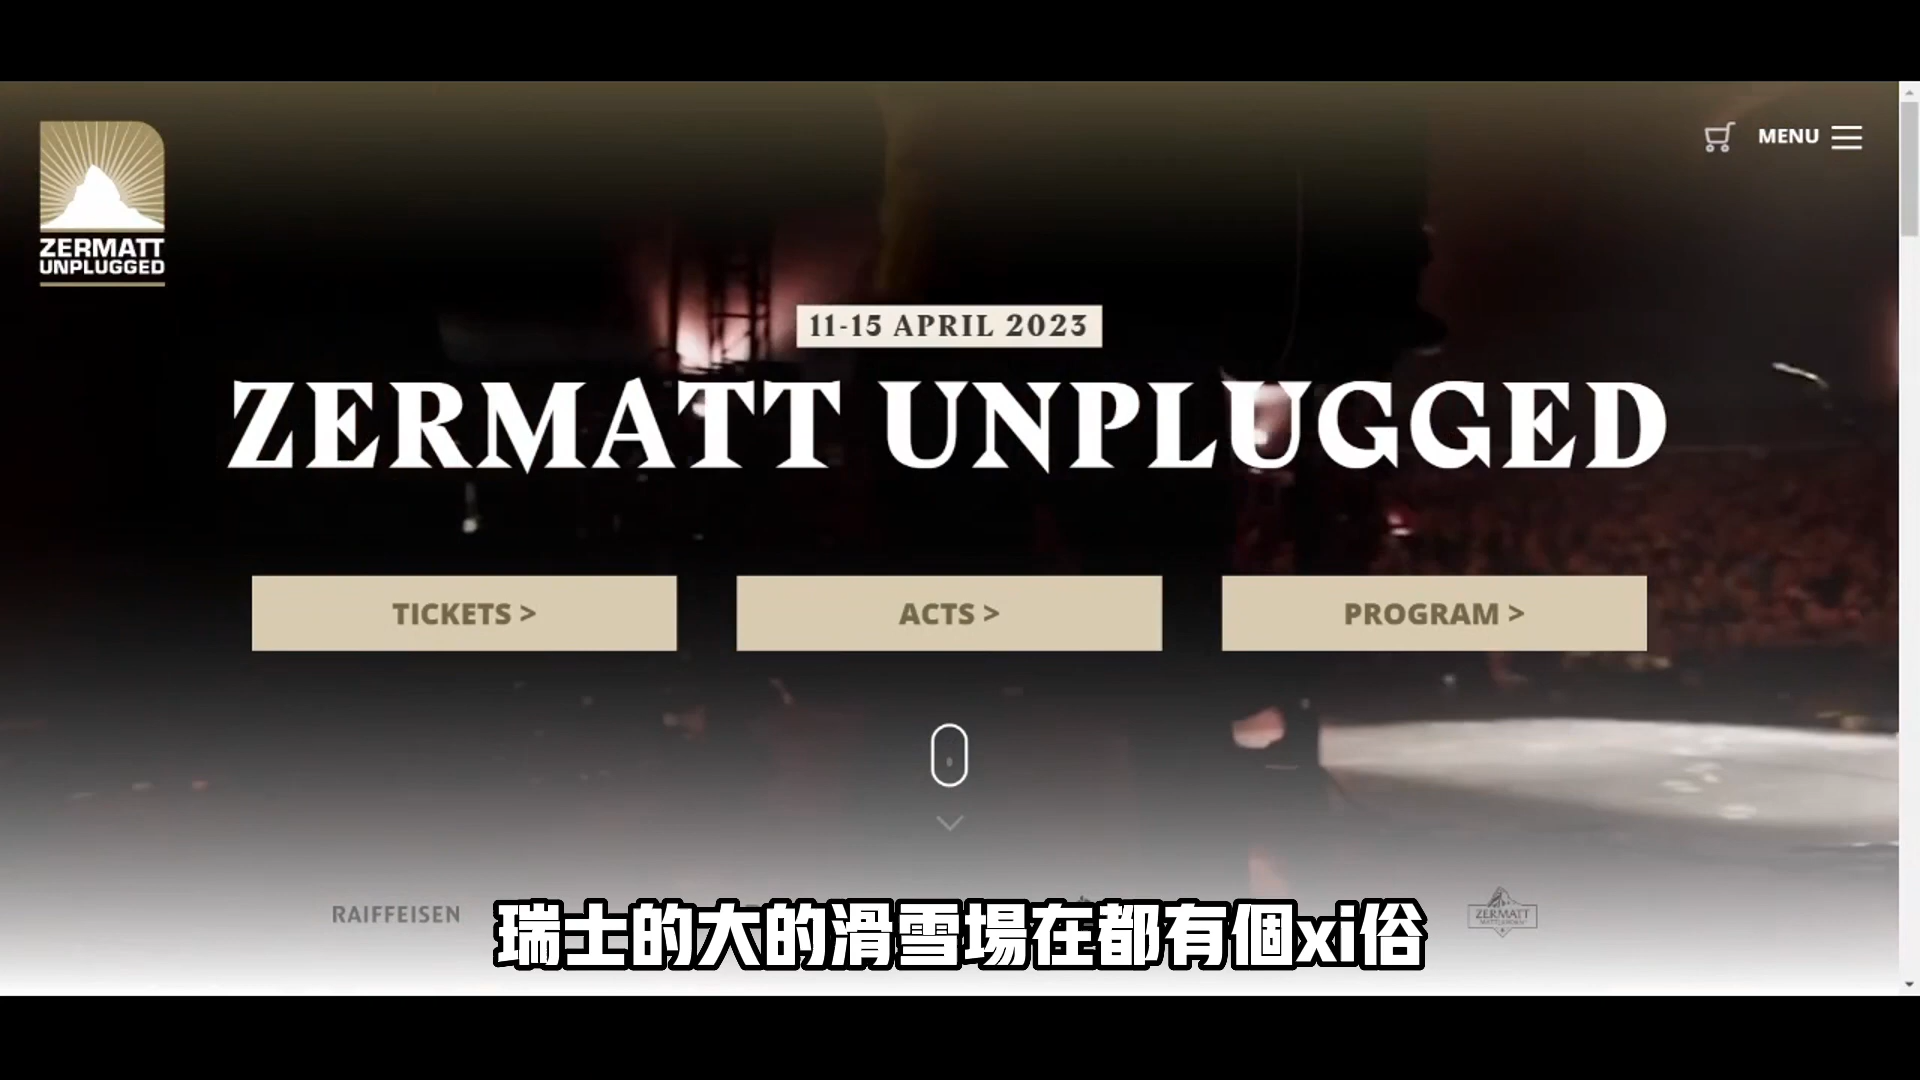 ZERMATT
UNPLUGGED
MENU
11-15 APRIL 2023
ZERMATT UNPLUGGED
TICKETS >
ACTS >
PROGRAM >
RAIFFEISEN
瑞士的大的滑雪場在都有個xi俗
ZERMATT